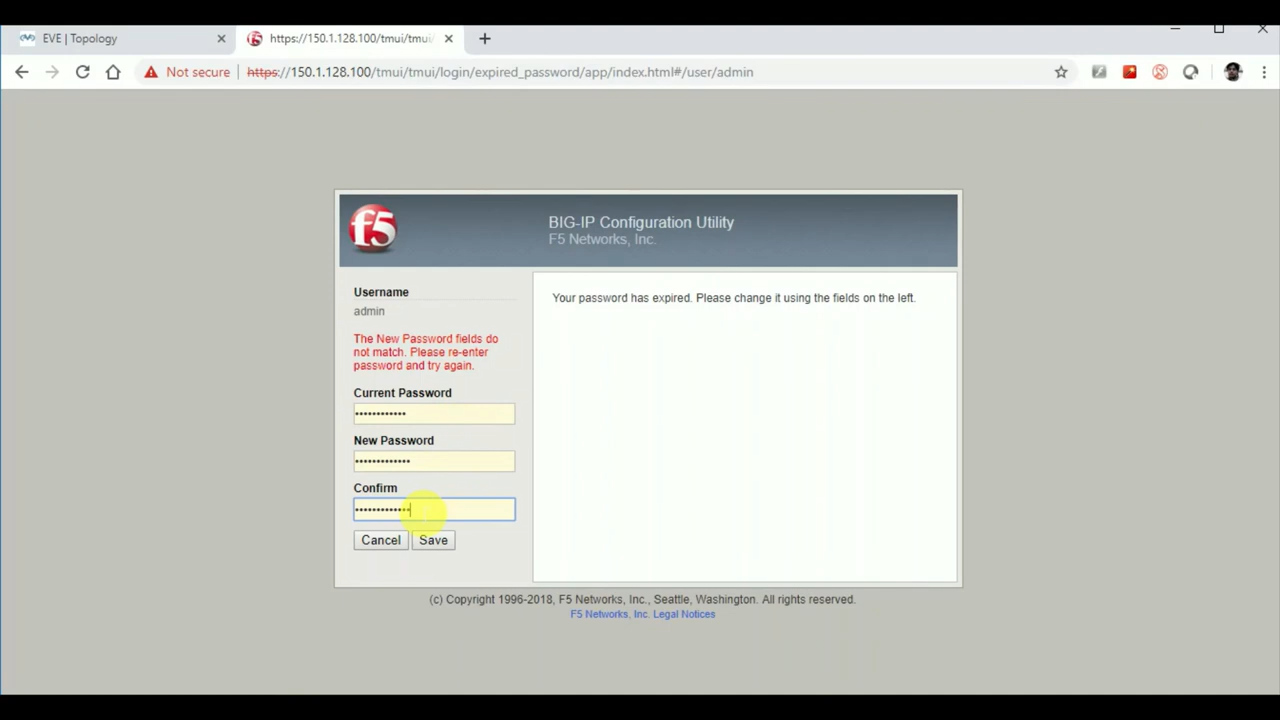 EVE | Topology
https://150.1.128.100/tmui/tmui/
Not secure | https://150.1.128.100/tmui/tmui/login/expired_password/app/index.html#/user/admin
f5
BIG-IP Configuration Utility
F5 Networks, Inc.
Username
admin
The New Password fields do
not match. Please re-enter
password and try again.
Current Password
••••••••••••
New Password
•••••••••••••
Confirm
•••••••••••••
Cancel Save
Your password has expired. Please change it using the fields on the left.
(c) Copyright 1996-2018, F5 Networks, Inc., Seattle, Washington. All rights reserved.
F5 Networks, Inc. Legal Notices